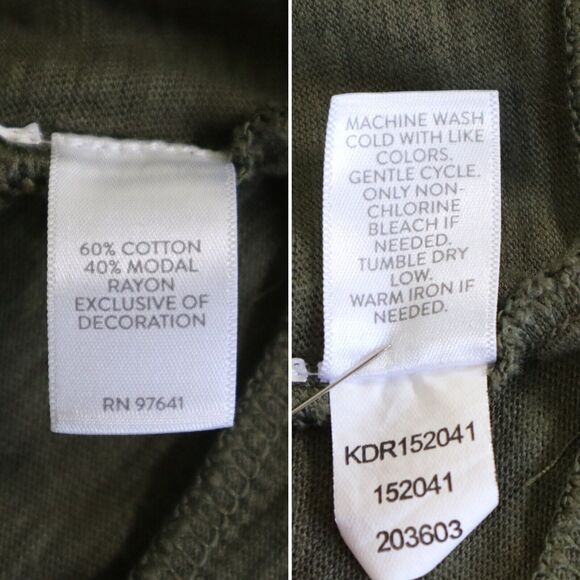 60% COTTON
40% MODAL
RAYON
EXCLUSIVE OF
DECORATION
RN 97641
MACHINE WASH
COLD WITH LIKE
COLORS.
GENTLE CYCLE.
ONLY NON-
CHLORINE
BLEACH IF
NEEDED.
TUMBLE DRY
LOW.
WARM IRON IF
NEEDED.
KDR152041
152041
203603